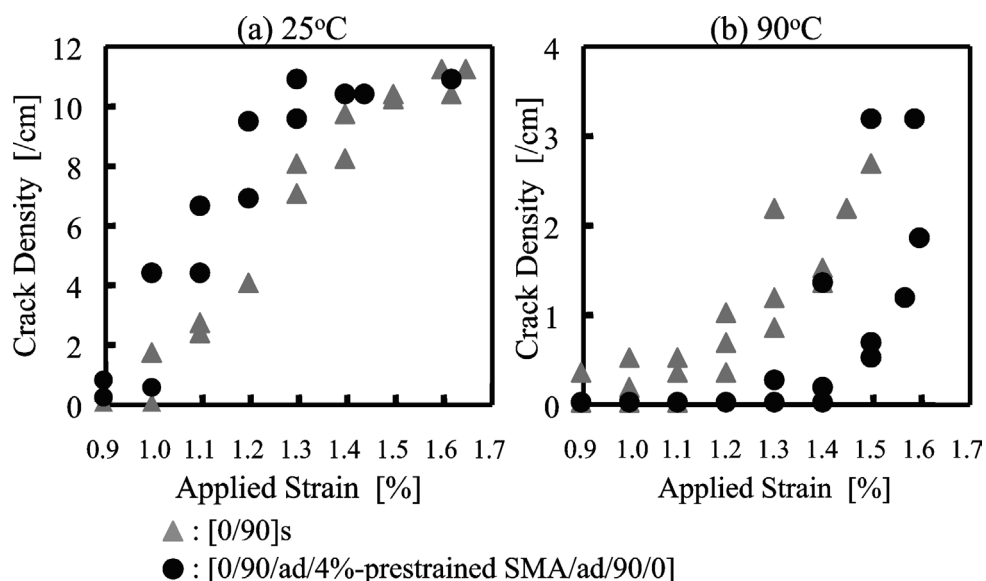 (a) 25°C
12
10
8
6
4
2
0
Crack Density [/cm]
0.9 1.0 1.1 1.2 1.3 1.4 1.5 1.6 1.7
Applied Strain [%]
(b) 90°C
4
3
2
1
0
Crack Density [/cm]
0.9 1.0 1.1 1.2 1.3 1.4 1.5 1.6 1.7
Applied Strain [%]
: [0/90]s
: [0/90/ad/4%-prestrained SMA/ad/90/0]